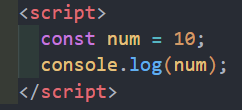 <script>
const num = 10;
console.log(num);
</script>